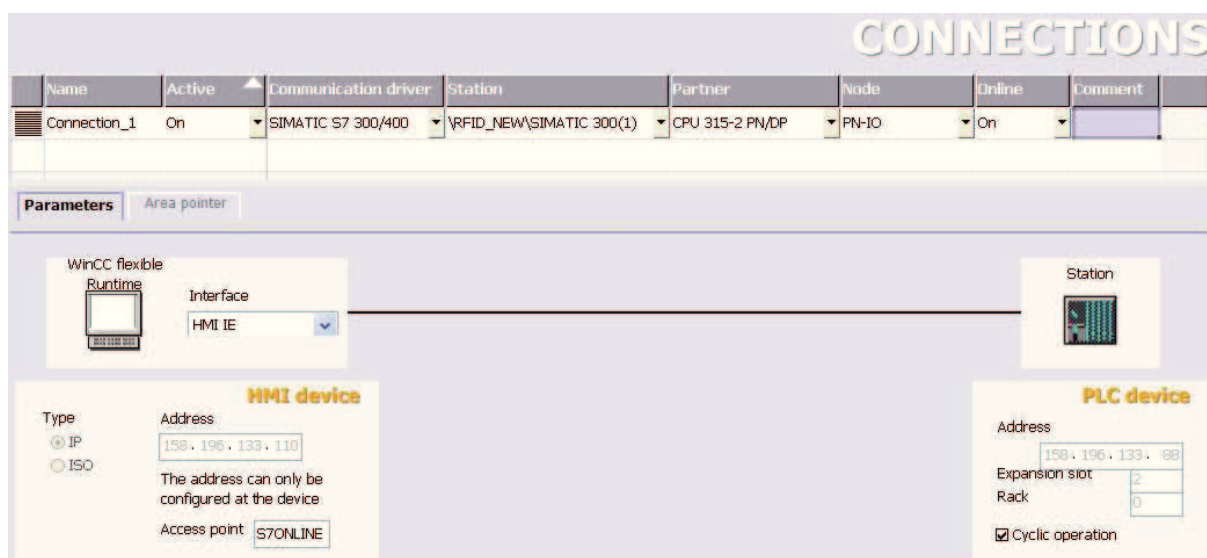 CONNECTIONS
Name Active Communication driver Station Partner Node Online Comment
Connection_1 On SIMATIC S7 300/400 \RFID_NEW\SIMATIC 300(1) CPU 315-2 PN/DP PN-IO On
Parameters Area pointer
WinCC flexible
Runtime
Interface
HMI IE
Station
HMI device
Type
IP
ISO
Address
158. 196. 133. 110
The address can only be
configured at the device
Access point S7ONLINE
PLC device
Address
158. 196. 133. 88
Expansion slot 2
Rack 0
Cyclic operation